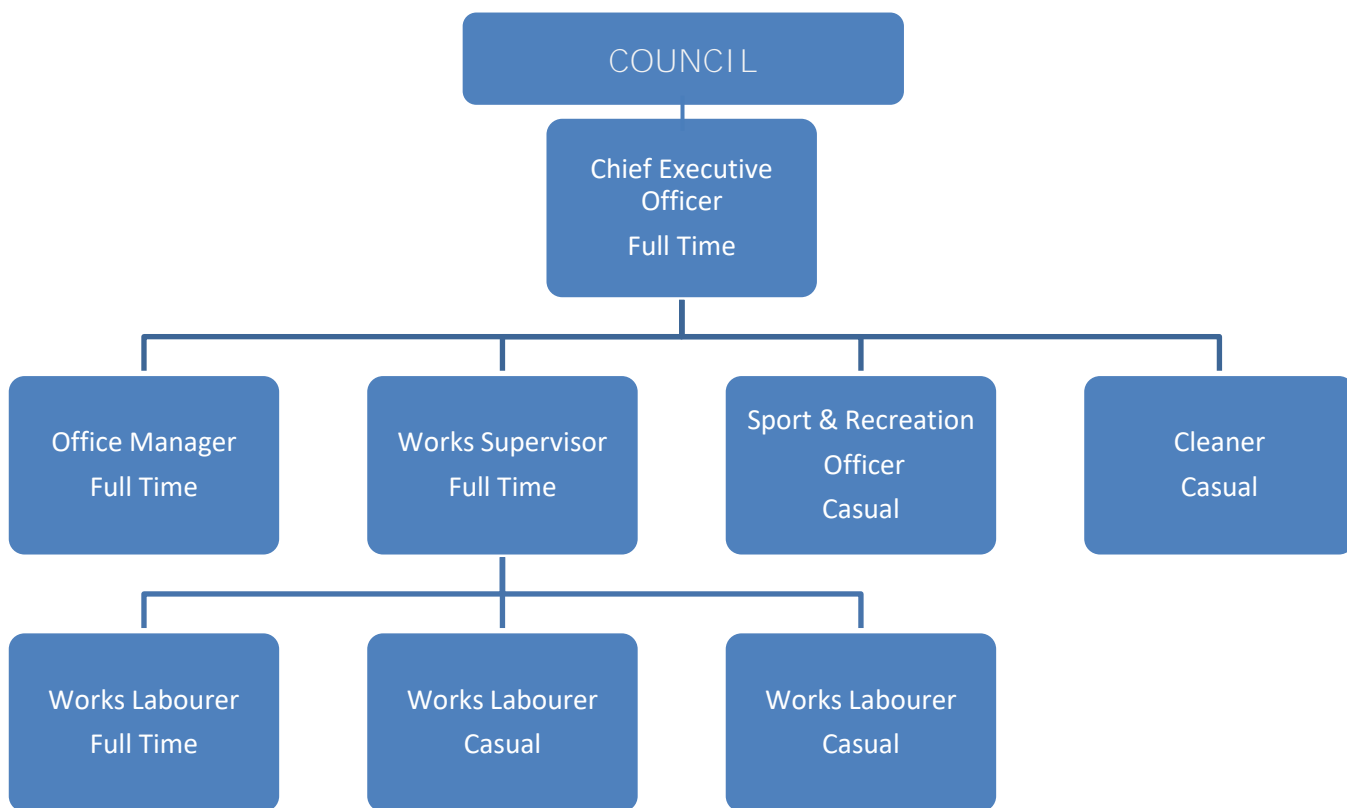 COUNCIL
Chief Executive
Officer
Full Time
Office Manager
Full Time
Works Supervisor
Full Time
Sport & Recreation
Officer
Casual
Cleaner
Casual
Works Labourer
Full Time
Works Labourer
Casual
Works Labourer
Casual